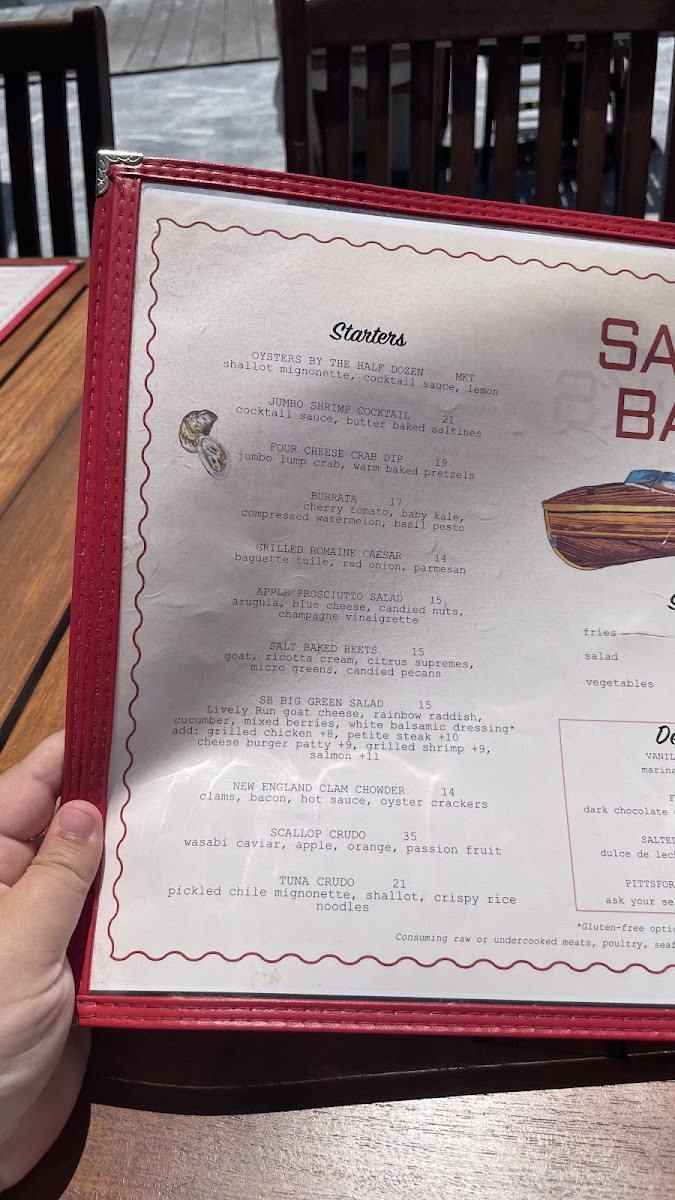 Starters
OYSTERS BY THE HALF DOZEN MKT
shallot mignonette, cocktail sauce, lemon
JUMBO SHRIMP COCKTAIL 21
cocktail sauce, butter baked saltines
FOUR CHEESE CRAB DIP 19
jumbo lump crab, warm baked pretzels
BURRATA 17
cherry tomato, baby kale,
compressed watermelon, basil pesto
GRILLED ROMAINE CAESAR 14
baguette tuile, red onion, parmesan
APPLE PROSCIUTTO SALAD 15
arugula, blue cheese, candied nuts,
champagne vinaigrette
SALT BAKED BEETS 15
goat, ricotta cream, citrus supremes,
micro greens, candied pecans
SB BIG GREEN SALAD 15
Lively Run goat cheese, rainbow raddish,
cucumber, mixed berries, white balsamic dressing*
add: grilled chicken +8, petite steak +10
cheese burger patty +9, grilled shrimp +9,
salmon +11
NEW ENGLAND CLAM CHOWDER 14
clams, bacon, hot sauce, oyster crackers
SCALLOP CRUDO 35
wasabi caviar, apple, orange, passion fruit
TUNA CRUDO 21
pickled chile mignonette, shallot, crispy rice
noodles
SA
BA
fries
salad
vegetables
De
VANIL
marina
F
dark chocolate
SALTED
dulce de lech
PITTSFOR
ask your se
*Gluten-free optio
Consuming raw or undercooked meats, poultry, seaf